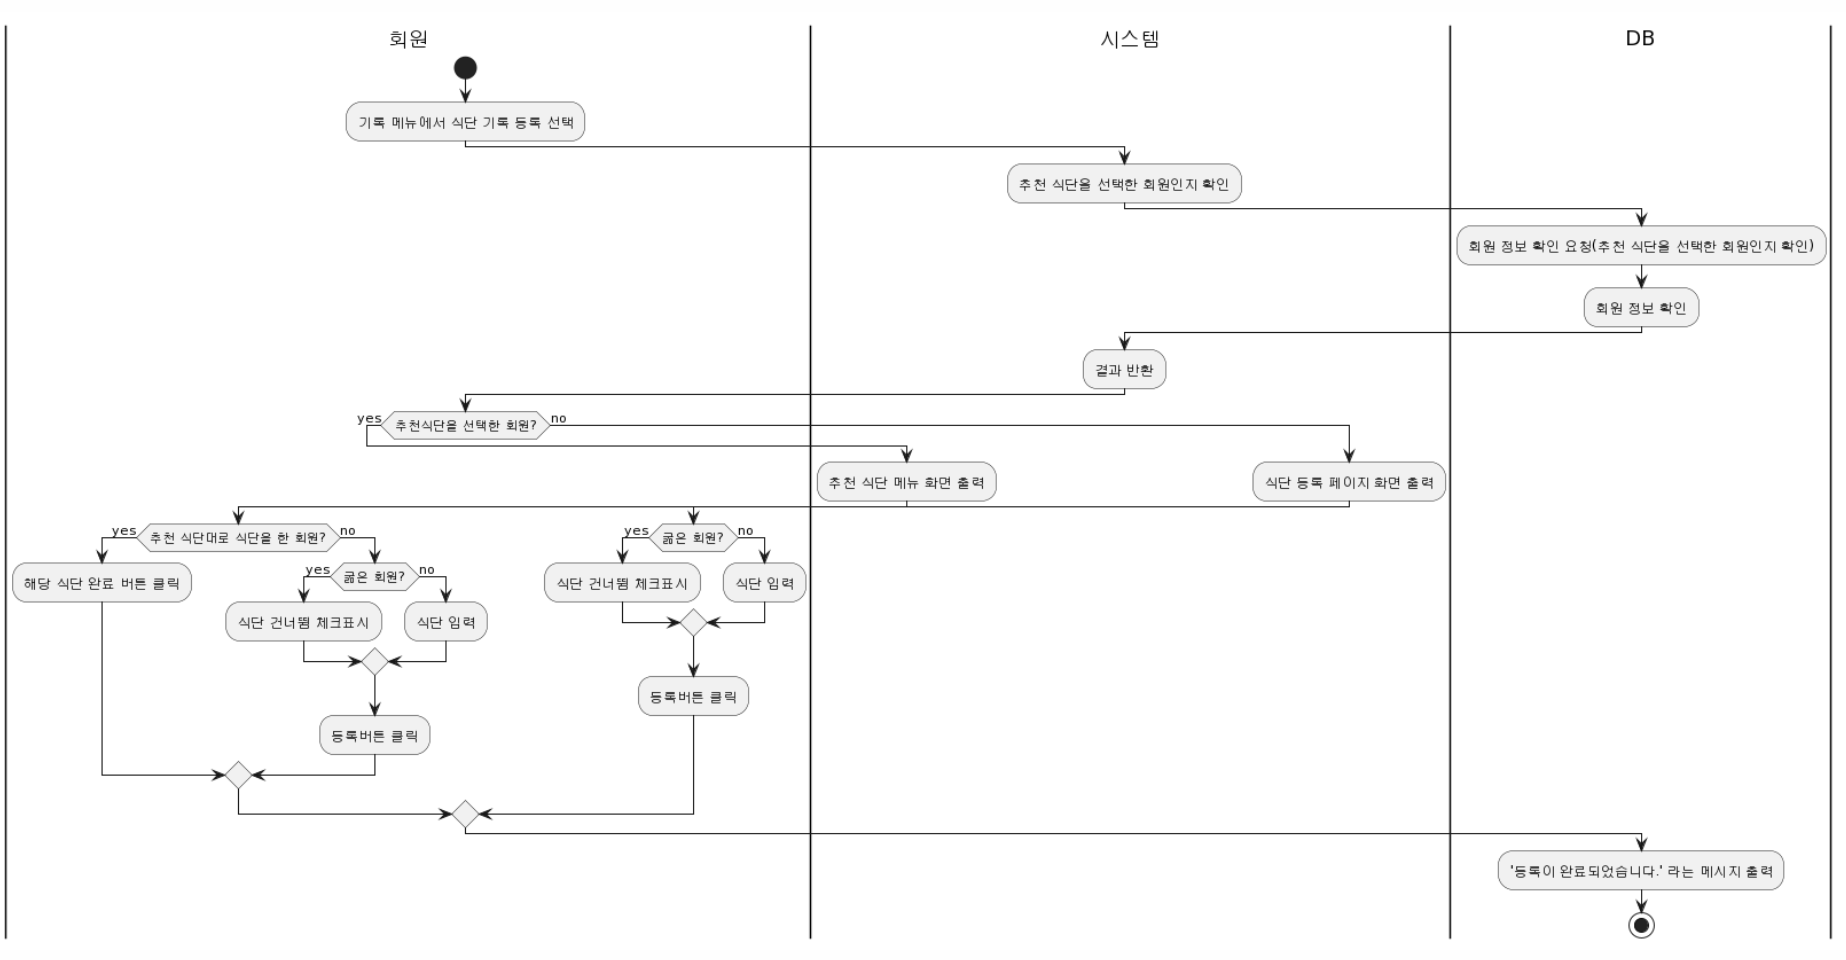 회원
시스템
DB
기록 메뉴에서 식단 기록 등록 선택
추천 식단을 선택한 회원인지 확인
회원 정보 확인 요청(추천 식단을 선택한 회원인지 확인)
회원 정보 확인
결과 반환
yes
추천식단을 선택한 회원?
no
추천 식단 메뉴 화면 출력
식단 등록 페이지 화면 출력
yes
추천 식단대로 식단을 한 회원?
no
yes
굶은 회원?
no
해당 식단 완료 버튼 클릭
yes
굶은 회원?
no
식단 건너뜀 체크표시
식단 입력
식단 건너뜀 체크표시
식단 입력
등록버튼 클릭
등록버튼 클릭
'등록이 완료되었습니다.' 라는 메시지 출력